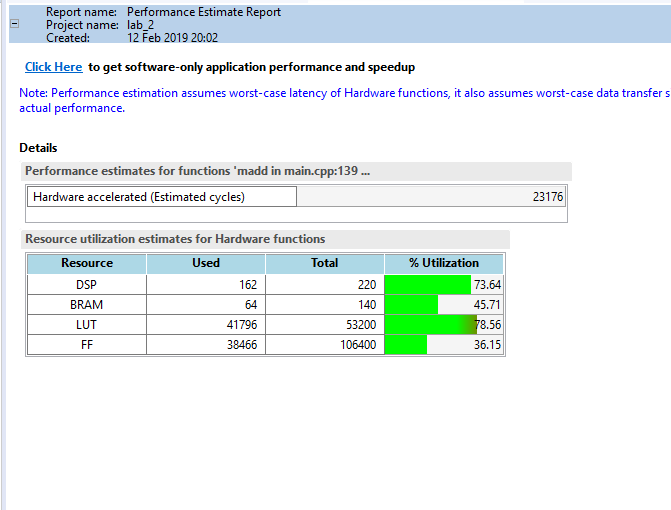 Report name: Performance Estimate Report
Project name: lab_2
Created: 12 Feb 2019 20:02
Click Here to get software-only application performance and speedup
Note: Performance estimation assumes worst-case latency of Hardware functions, it also assumes worst-case data transfer s
actual performance.
Details
Performance estimates for functions 'madd in main.cpp:139 ...
Hardware accelerated (Estimated cycles) 23176
Resource utilization estimates for Hardware functions
Resource Used Total % Utilization
DSP 162 220 73.64
BRAM 64 140 45.71
LUT 41796 53200 78.56
FF 38466 106400 36.15